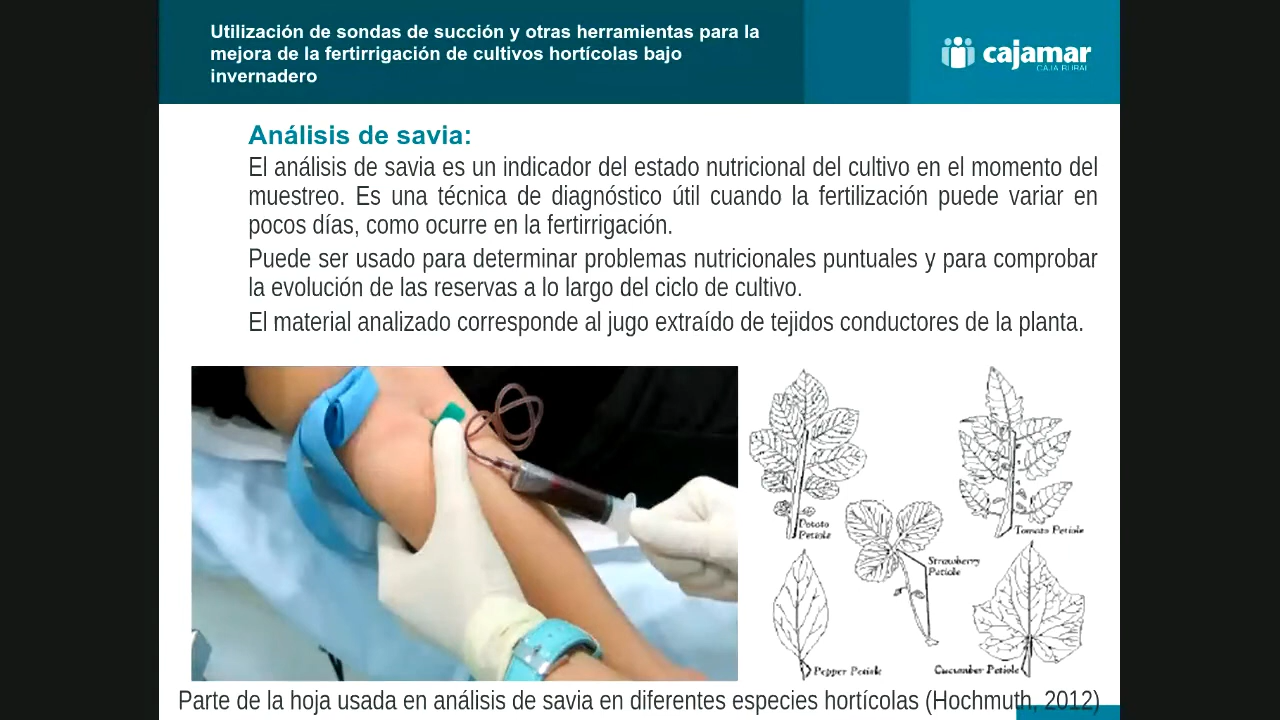 Utilización de sondas de succión y otras herramientas para la
mejora de la fertirrigación de cultivos hortícolas bajo
invernadero
cajamar
CAJA RURAL
Análisis de savia:
El análisis de savia es un indicador del estado nutricional del cultivo en el momento del
muestreo. Es una técnica de diagnóstico útil cuando la fertilización puede variar en
pocos días, como ocurre en la fertirrigación.
Puede ser usado para determinar problemas nutricionales puntuales y para comprobar
la evolución de las reservas a lo largo del ciclo de cultivo.
El material analizado corresponde al jugo extraído de tejidos conductores de la planta.
Potato
Petiole
Tomato Petiole
Strawberry
Petiole
Pepper Petiole
Cucumber Petiole
Parte de la hoja usada en análisis de savia en diferentes especies hortícolas (Hochmuth, 2012)